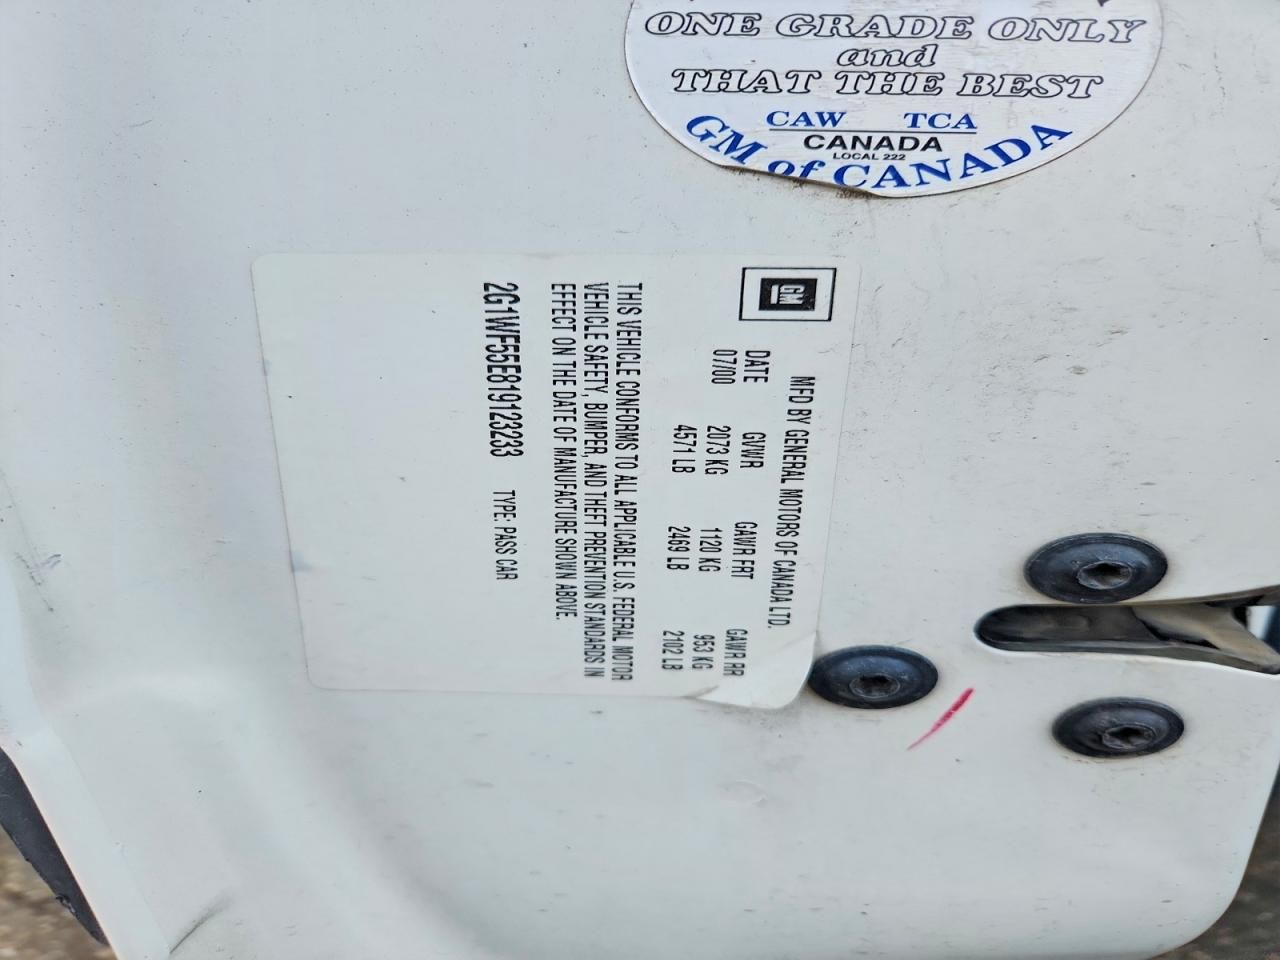 ONE GRADE ONLY
and
THAT THE BEST
CAW TCA
CANADA
LOCAL 222
GM of CANADA
GM
MFD BY GENERAL MOTORS OF CANADA LTD.
DATE GVWR GAWR FRT GAWR RR
07/00 2073 KG 1120 KG 953 KG
4571 LB 2469 LB 2102 LB
THIS VEHICLE CONFORMS TO ALL APPLICABLE U.S. FEDERAL MOTOR
VEHICLE SAFETY, BUMPER, AND THEFT PREVENTION STANDARDS IN
EFFECT ON THE DATE OF MANUFACTURE SHOWN ABOVE.
2G1WF55E819123233 TYPE: PASS CAR